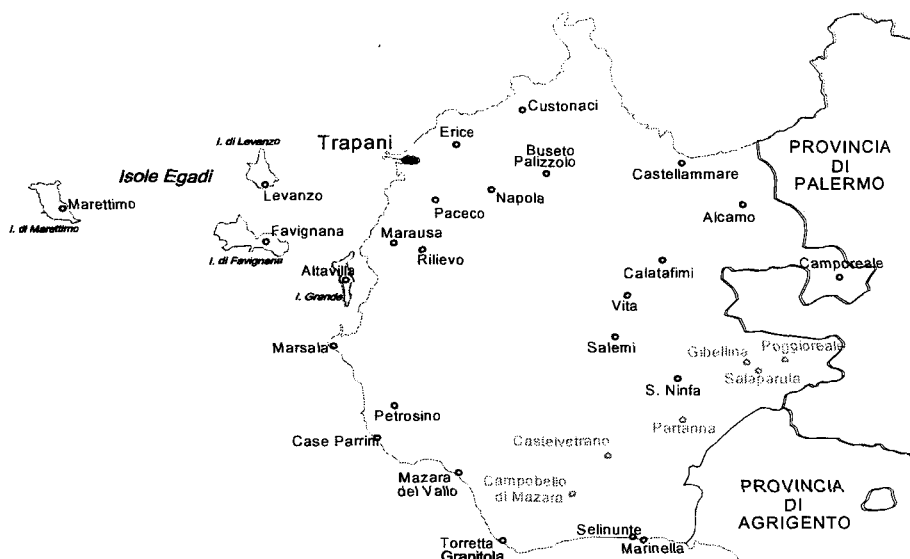 Custonaci
Erice
I. di Levanzo
Trapani
Buseto
Palizzolo
PROVINCIA
DI
PALERMO
Isole Egadi
Castellammare
Levanzo
Napola
Marettimo
Paceco
Alcamo
I. di Marettimo
Favignana
Marausa
Rilievo
I. di Favignana
Altavilla
Calatafimi
Camporeale
I. Grande
Vita
Marsala
Salemi
Gibellina
Poggioreale
Salaparuta
S. Ninfa
Petrosino
Partanna
Case Parrini
Castelvetrano
Mazara
del Vallo
Campobello
di Mazara
PROVINCIA
DI
AGRIGENTO
Selinunte
Marinella
Torretta
Granitola